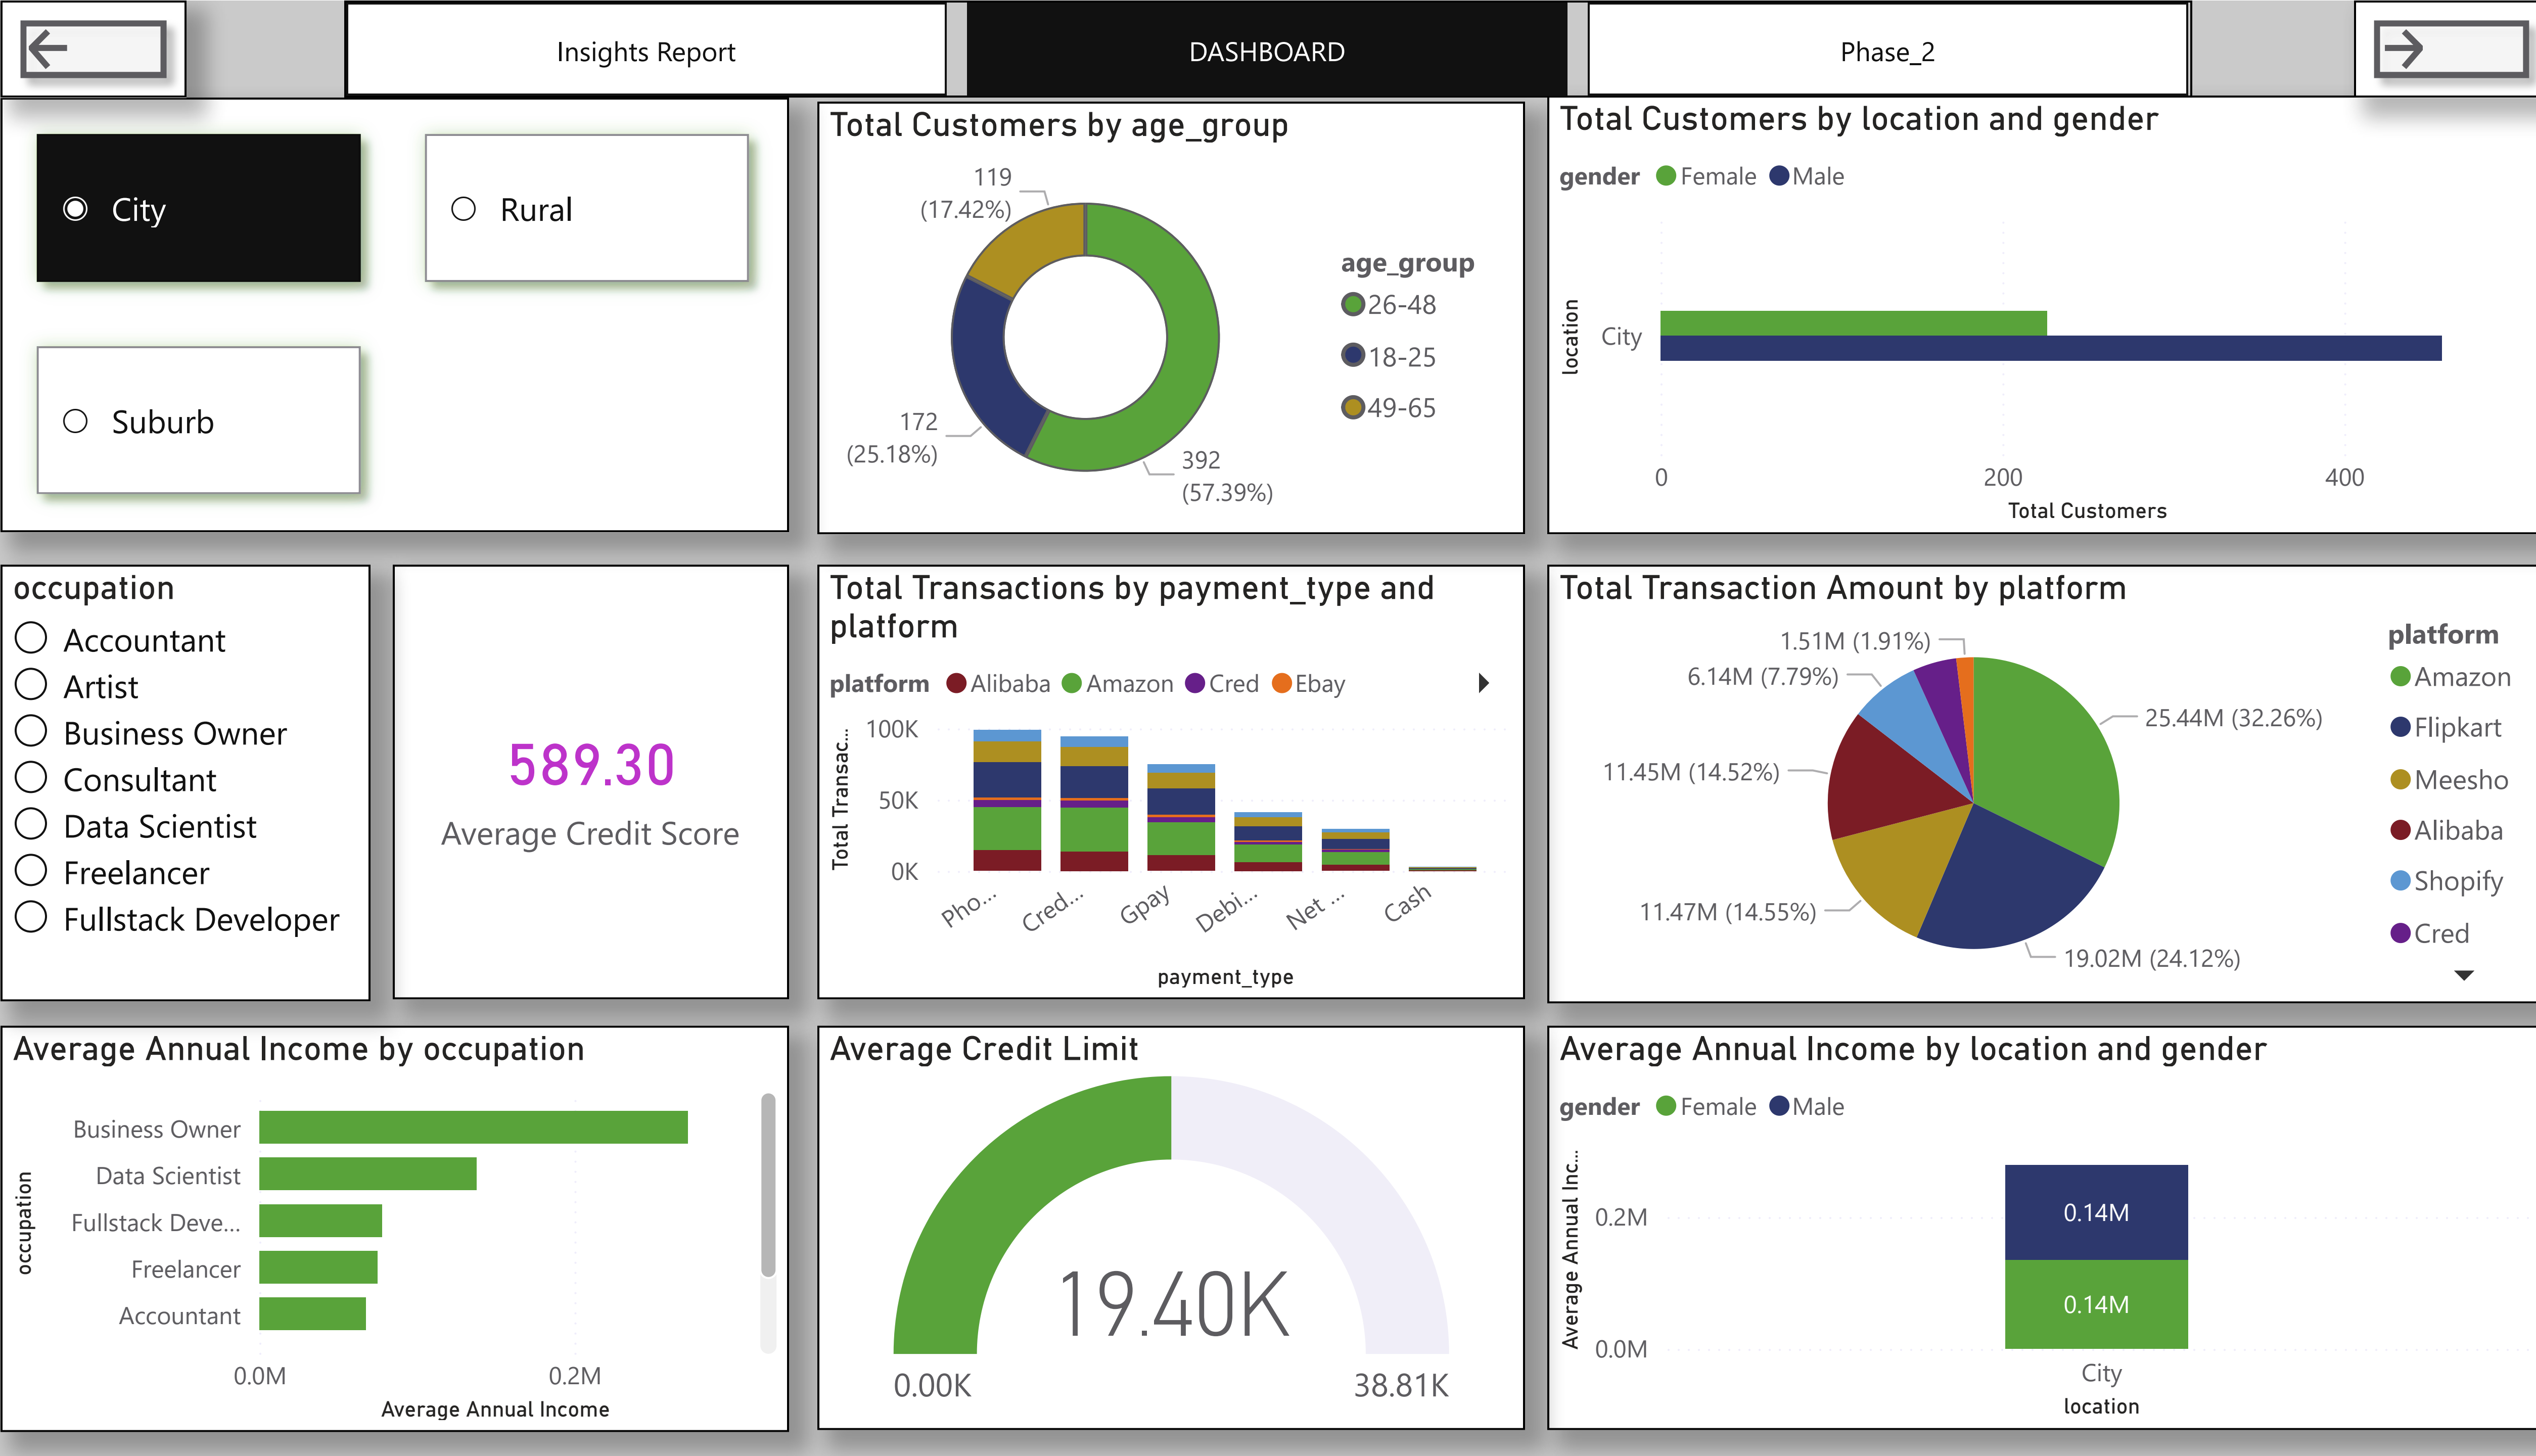 Insights Report
DASHBOARD
Phase_2
City
Rural
Suburb
Total Customers by age_group
119
(17.42%)
172
(25.18%)
392
(57.39%)
age_group
26-48
18-25
49-65
Total Customers by location and gender
gender Female Male
location
City
0 200 400
Total Customers
occupation
Accountant
Artist
Business Owner
Consultant
Data Scientist
Freelancer
Fullstack Developer
589.30
Average Credit Score
Total Transactions by payment_type and
platform
platform Alibaba Amazon Cred Ebay
Total Transac...
100K
50K
0K
Pho... Cred... Gpay Debi... Net ... Cash
payment_type
Total Transaction Amount by platform
1.51M (1.91%)
6.14M (7.79%)
25.44M (32.26%)
11.45M (14.52%)
11.47M (14.55%)
19.02M (24.12%)
platform
Amazon
Flipkart
Meesho
Alibaba
Shopify
Cred
Average Annual Income by occupation
occupation
Business Owner
Data Scientist
Fullstack Deve...
Freelancer
Accountant
0.0M 0.2M
Average Annual Income
Average Credit Limit
19.40K
0.00K 38.81K
Average Annual Income by location and gender
gender Female Male
Average Annual Inc...
0.2M
0.0M
0.14M
0.14M
City
location